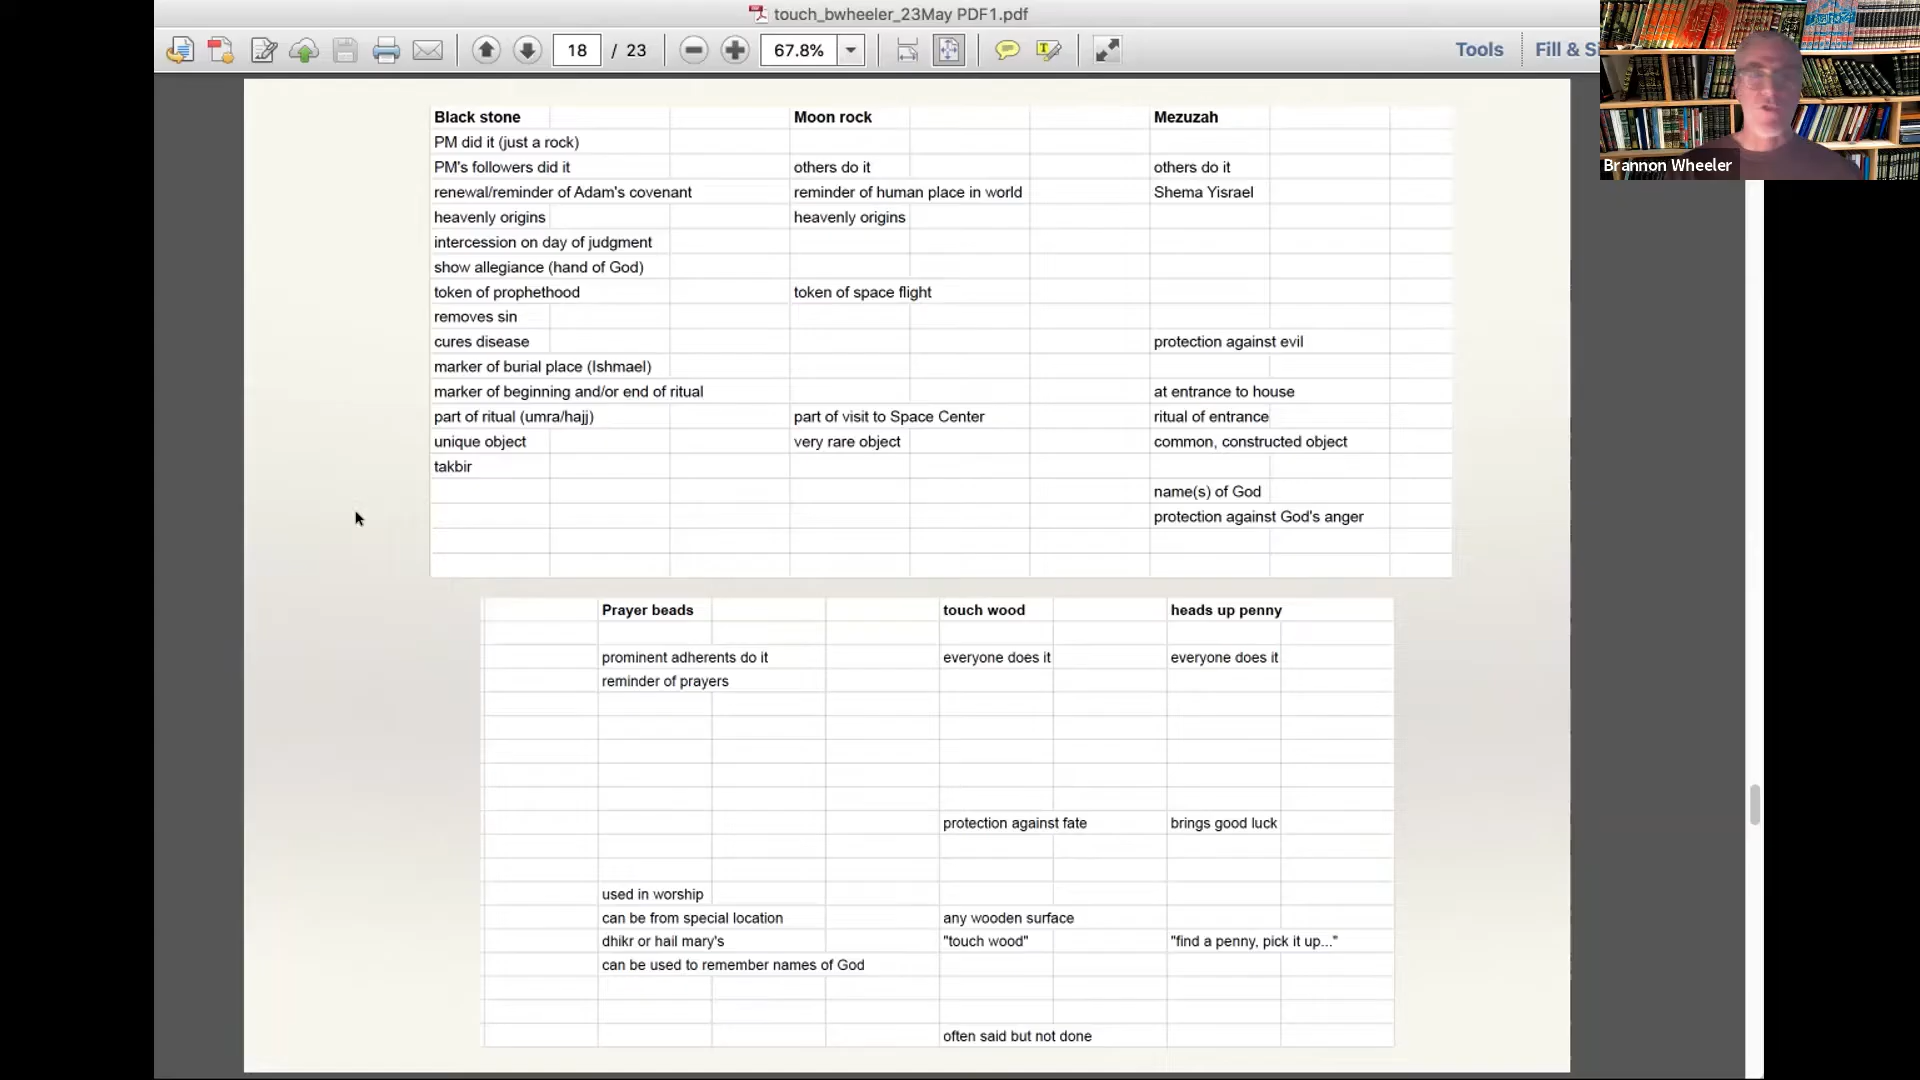 touch_bwheeler_23May PDF1.pdf
18 / 23 67.8% Tools Fill & S
Brannon Wheeler
Black stone Moon rock Mezuzah
PM did it (just a rock)
PM's followers did it others do it others do it
renewal/reminder of Adam's covenant reminder of human place in world Shema Yisrael
heavenly origins heavenly origins
intercession on day of judgment
show allegiance (hand of God)
token of prophethood token of space flight
removes sin
cures disease protection against evil
marker of burial place (Ishmael)
marker of beginning and/or end of ritual at entrance to house
part of ritual (umra/hajj) part of visit to Space Center ritual of entrance
unique object very rare object common, constructed object
takbir
name(s) of God
protection against God's anger
Prayer beads touch wood heads up penny
prominent adherents do it everyone does it everyone does it
reminder of prayers
protection against fate brings good luck
used in worship
can be from special location any wooden surface
dhikr or hail mary's "touch wood" "find a penny, pick it up..."
can be used to remember names of God
often said but not done